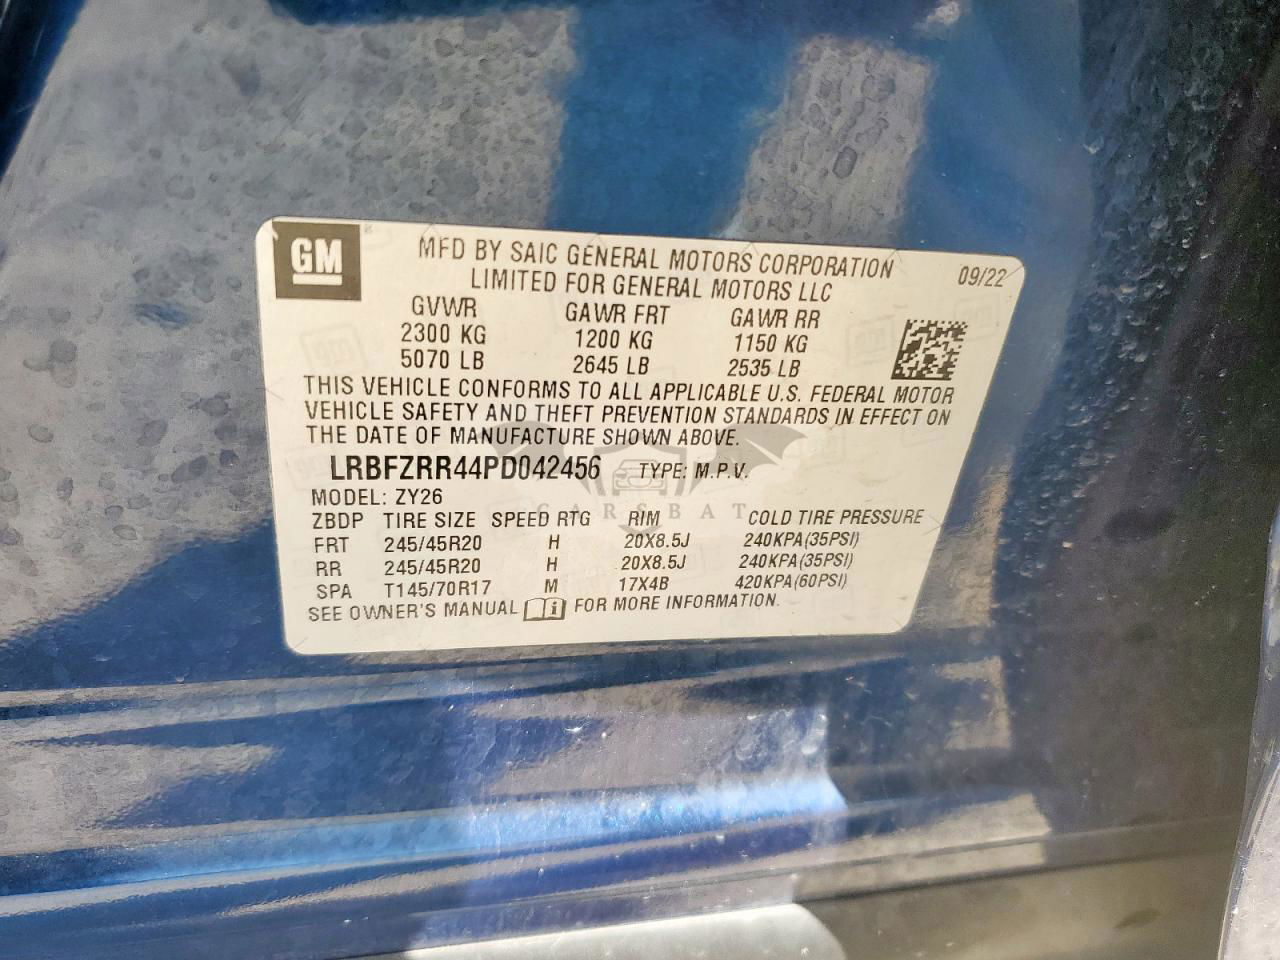 GM
MFD BY SAIC GENERAL MOTORS CORPORATION
LIMITED FOR GENERAL MOTORS LLC
09/22
GVWR GAWR FRT GAWR RR
2300 KG 1200 KG 1150 KG
5070 LB 2645 LB 2535 LB
THIS VEHICLE CONFORMS TO ALL APPLICABLE U.S. FEDERAL MOTOR
VEHICLE SAFETY AND THEFT PREVENTION STANDARDS IN EFFECT ON
THE DATE OF MANUFACTURE SHOWN ABOVE.
LRBFZRR44PD042456 TYPE: M.P.V.
MODEL: ZY26
CARSBAT
ZBDP TIRE SIZE SPEED RTG RIM COLD TIRE PRESSURE
FRT 245/45R20 H 20X8.5J 240KPA(35PSI)
RR 245/45R20 H 20X8.5J 240KPA(35PSI)
SPA T145/70R17 M 17X4B 420KPA(60PSI)
SEE OWNER'S MANUAL FOR MORE INFORMATION.